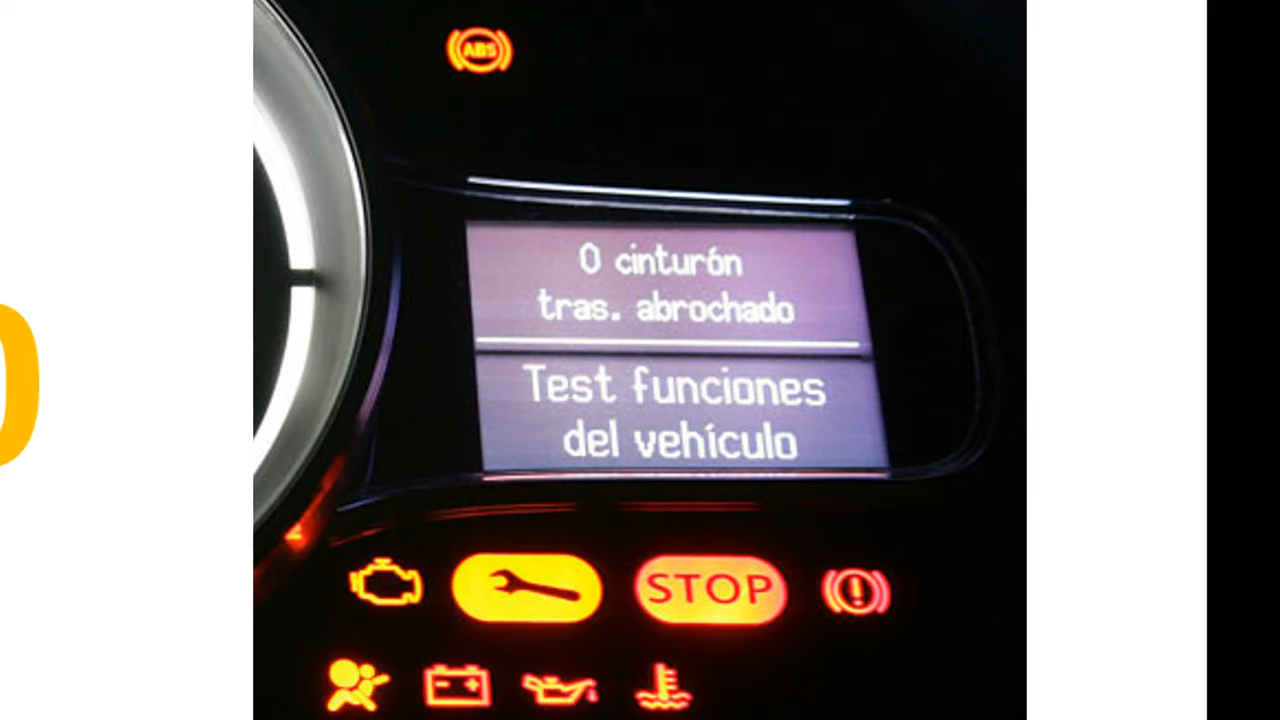 ABS
0 cinturón
tras. abrochado
Test funciones
del vehículo
STOP